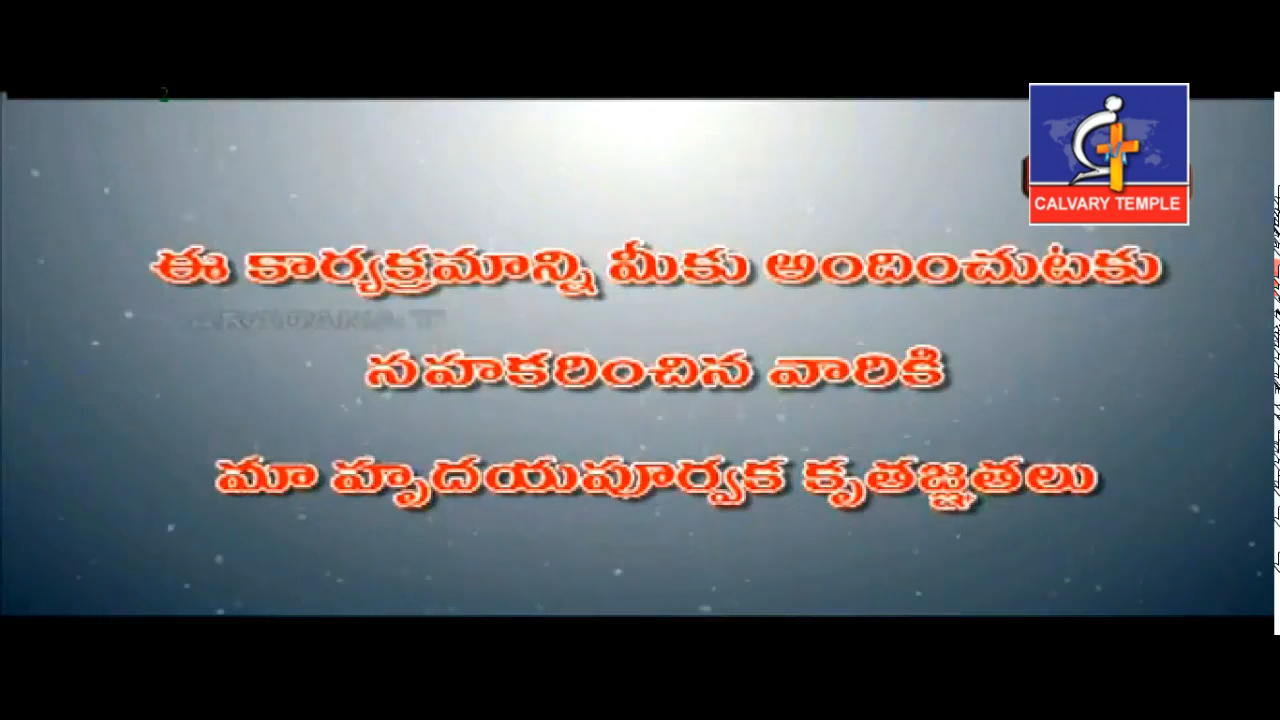 CALVARY TEMPLE
ఈ కార్యక్రమాన్ని మీకు అందించుటకు
సహకరించిన వారికి
మా హృదయపూర్వక కృతజ్ఞతలు